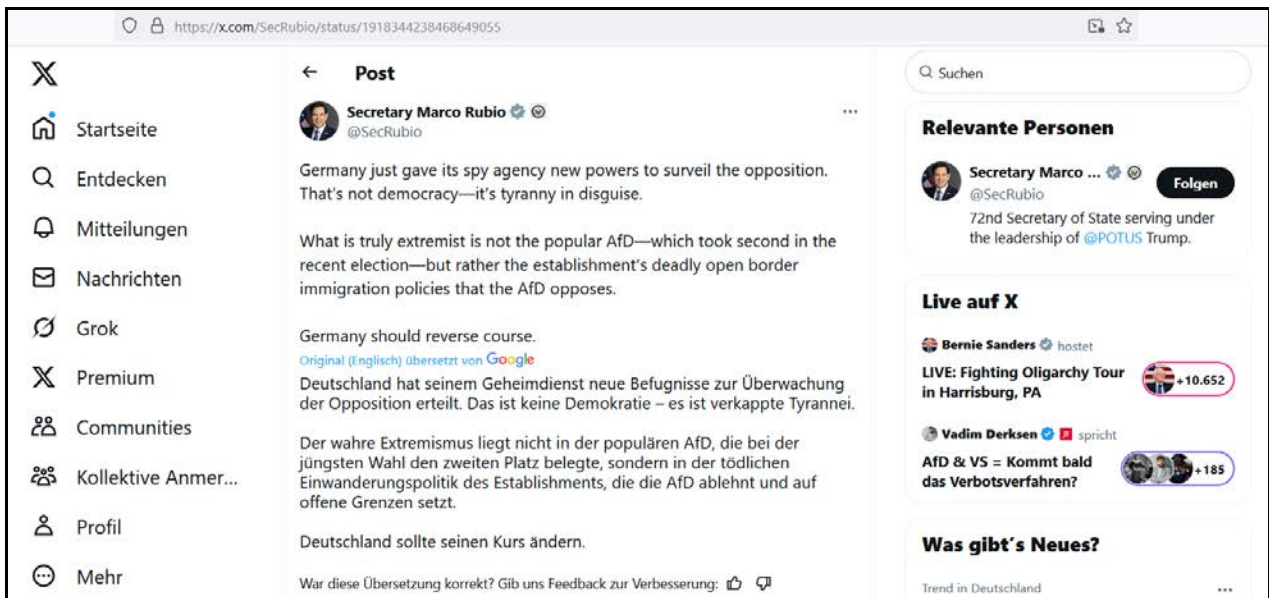 https://x.com/SecRubio/status/1918344238468649055
Startseite
Entdecken
Mitteilungen
Nachrichten
Grok
Premium
Communities
Kollektive Anmer...
Profil
Mehr
Post
Secretary Marco Rubio
@SecRubio
Germany just gave its spy agency new powers to surveil the opposition.
That's not democracy—it's tyranny in disguise.
What is truly extremist is not the popular AfD—which took second in the
recent election—but rather the establishment's deadly open border
immigration policies that the AfD opposes.
Germany should reverse course.
Original (Englisch) übersetzt von Google
Deutschland hat seinem Geheimdienst neue Befugnisse zur Überwachung
der Opposition erteilt. Das ist keine Demokratie – es ist verkappte Tyrannei.
Der wahre Extremismus liegt nicht in der populären AfD, die bei der
jüngsten Wahl den zweiten Platz belegte, sondern in der tödlichen
Einwanderungspolitik des Establishments, die die AfD ablehnt und auf
offene Grenzen setzt.
Deutschland sollte seinen Kurs ändern.
War diese Übersetzung korrekt? Gib uns Feedback zur Verbesserung:
Suchen
Relevante Personen
Secretary Marco ...
@SecRubio
Folgen
72nd Secretary of State serving under
the leadership of @POTUS Trump.
Live auf X
Bernie Sanders hostet
LIVE: Fighting Oligarchy Tour
in Harrisburg, PA
+10.652
Vadim Derksen spricht
AfD & VS = Kommt bald
das Verbotsverfahren?
+185
Was gibt's Neues?
Trend in Deutschland